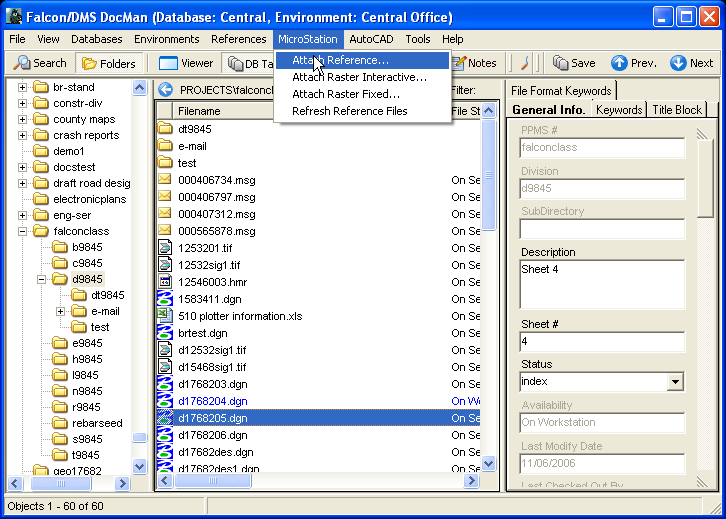 Falcon/DMS DocMan (Database: Central, Environment: Central Office)
File View Databases Environments References MicroStation AutoCAD Tools Help
Search Folders Viewer DB Ta Notes Save Prev. Next
Attach Reference...
Attach Raster Interactive...
Attach Raster Fixed...
Refresh Reference Files
br-stand
constr-div
county maps
crash reports
demo1
docstest
draft road desig
electronicplans
eng-ser
falconclass
b9845
c9845
d9845
dt9845
e-mail
test
e9845
h9845
l9845
n9845
r9845
rebarseed
s9845
t9845
geo17682
PROJECTS\falconcl Filter:
Filename File St
dt9845
e-mail
test
000406734.msg On Se
000406797.msg On Se
000407312.msg On Se
000565878.msg On Se
1253201.tif On Se
12532sig1.tif On Se
12546003.hmr On Se
1583411.dgn On Se
510 plotter information.xls On Se
brtest.dgn On Se
d12532sig1.tif On Se
d15468sig1.tif On Se
d1768203.dgn On Se
d1768204.dgn On Wo
d1768205.dgn On Se
d1768206.dgn On Se
d17682des.dgn On Se
d17682des1.dgn On Se
File Format Keywords
General Info. Keywords Title Block
PPMS #
falconclass
Division
d9845
SubDirectory
Description
Sheet 4
Sheet #
4
Status
index
Availability
On Workstation
Last Modify Date
11/06/2006
Last Checked Out By
Objects 1 - 60 of 60